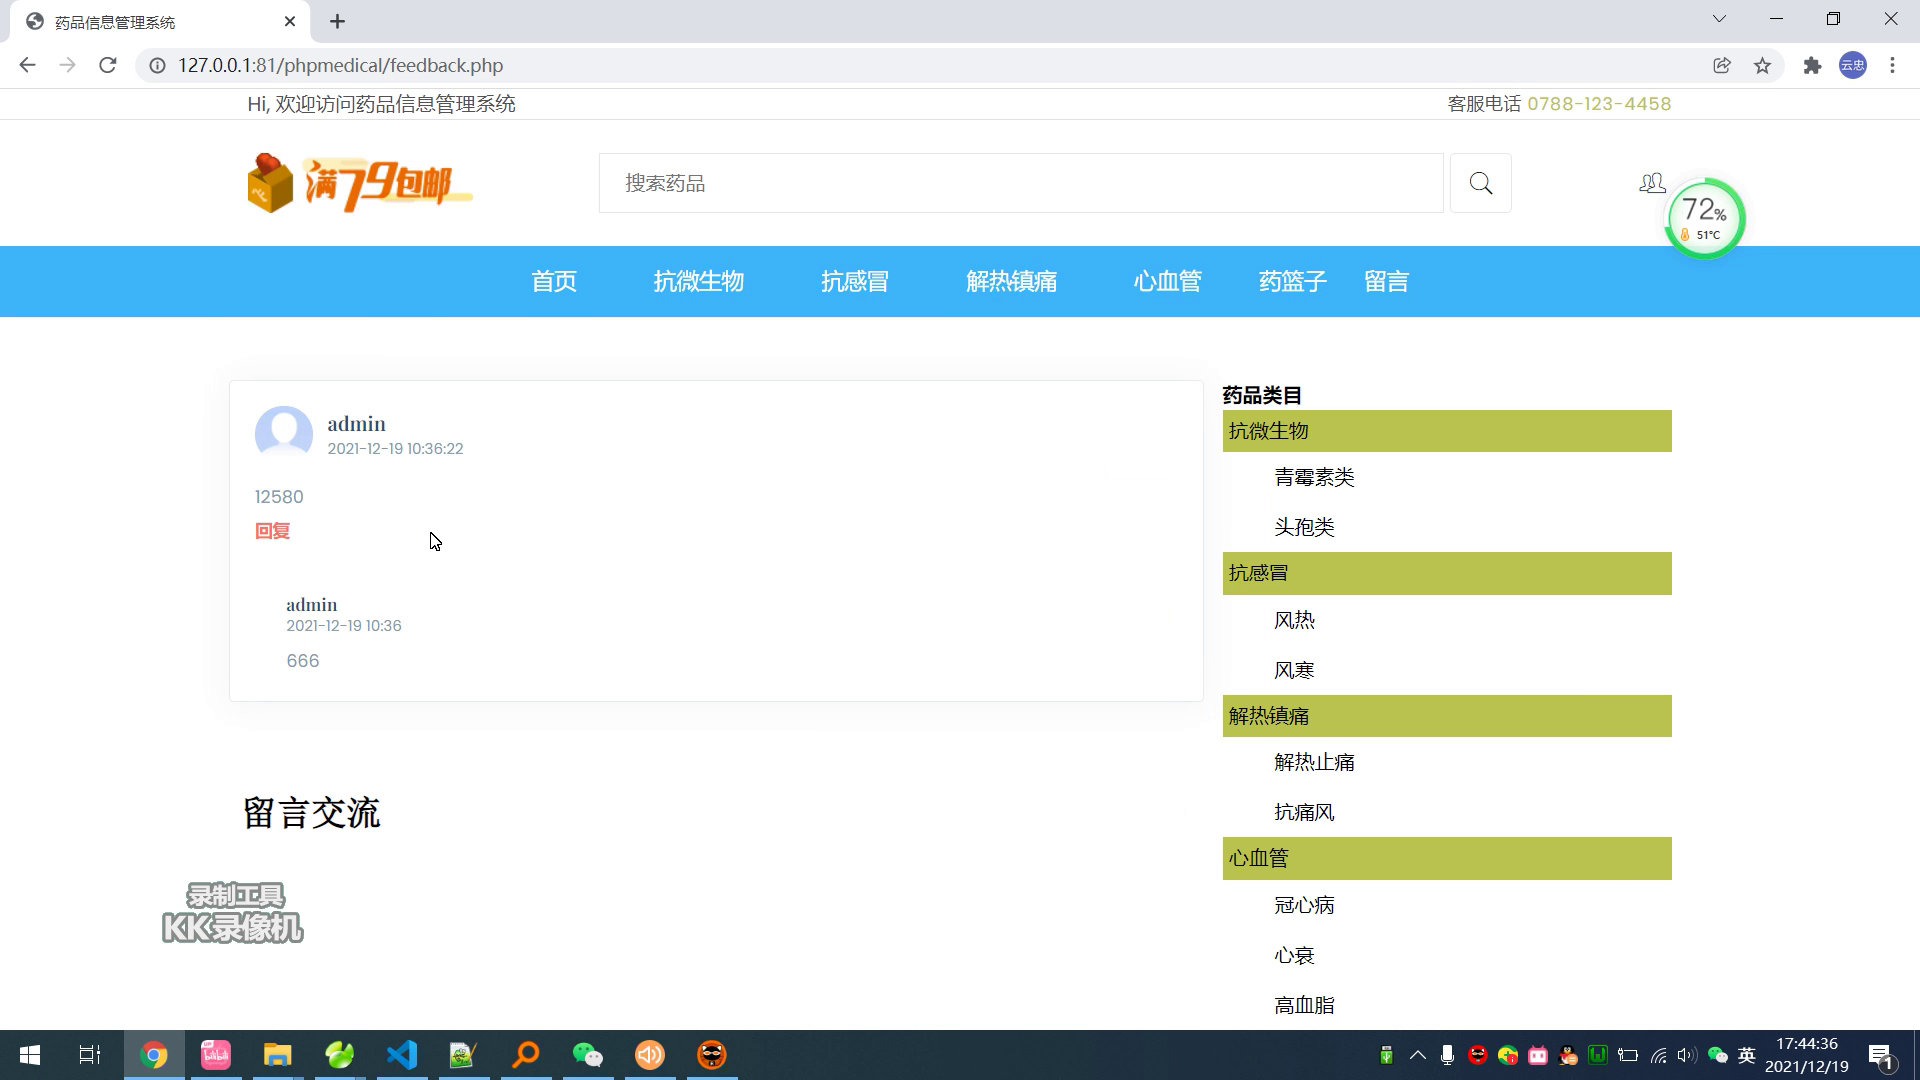 药品信息管理系统
127.0.0.1:81/phpmedical/feedback.php
云忠
Hi, 欢迎访问药品信息管理系统
客服电话 0788-123-4458
满79包邮
搜索药品
72%
51°C
首页 抗微生物 抗感冒 解热镇痛 心血管 药篮子 留言
admin
2021-12-19 10:36:22
12580
回复
admin
2021-12-19 10:36
666
留言交流
药品类目
抗微生物
青霉素类
头孢类
抗感冒
风热
风寒
解热镇痛
解热止痛
抗痛风
心血管
冠心病
心衰
高血脂
录制工具
KK录像机
bilibili
英
17:44:36
2021/12/19
1